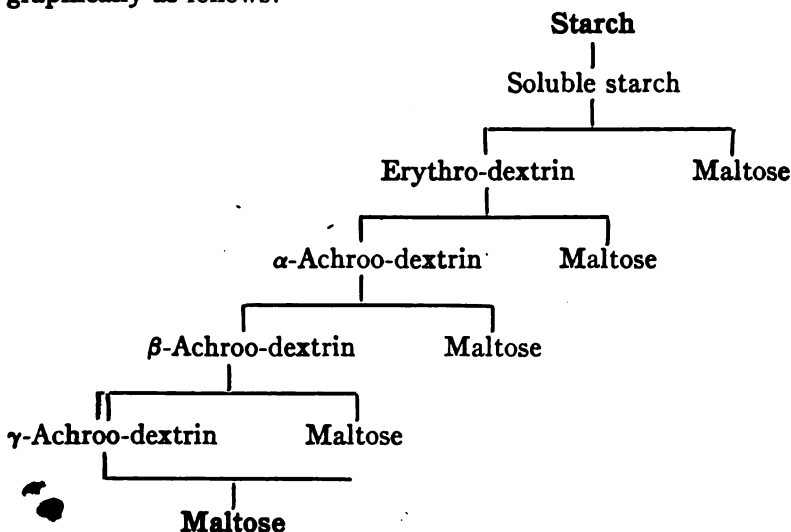 graphically as follows:
Starch
Soluble starch
Erythro-dextrin Maltose
α-Achroo-dextrin Maltose
β-Achroo-dextrin Maltose
γ-Achroo-dextrin Maltose
Maltose